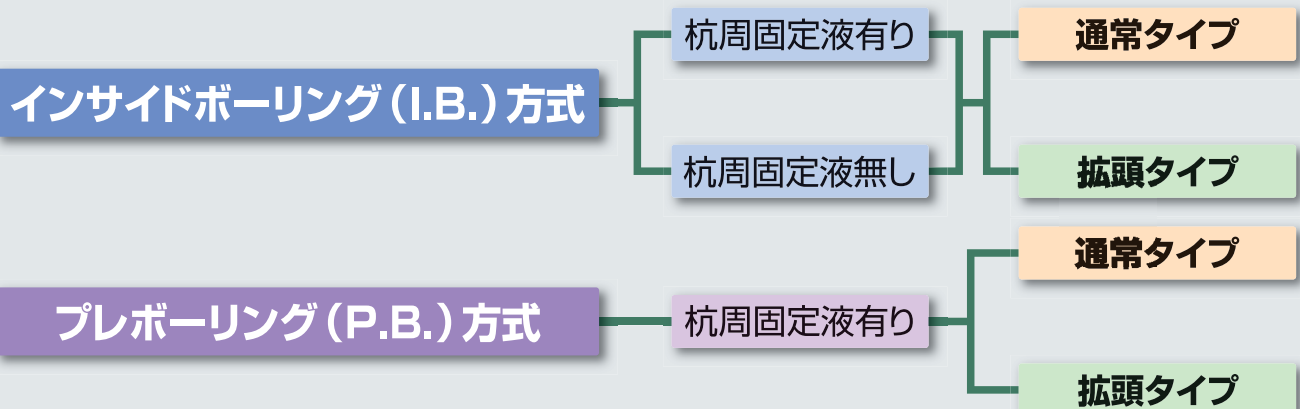 インサイドボーリング(I.B.)方式
杭周固定液有り
杭周固定液無し
通常タイプ
拡頭タイプ
プレボーリング(P.B.)方式
杭周固定液有り
通常タイプ
拡頭タイプ